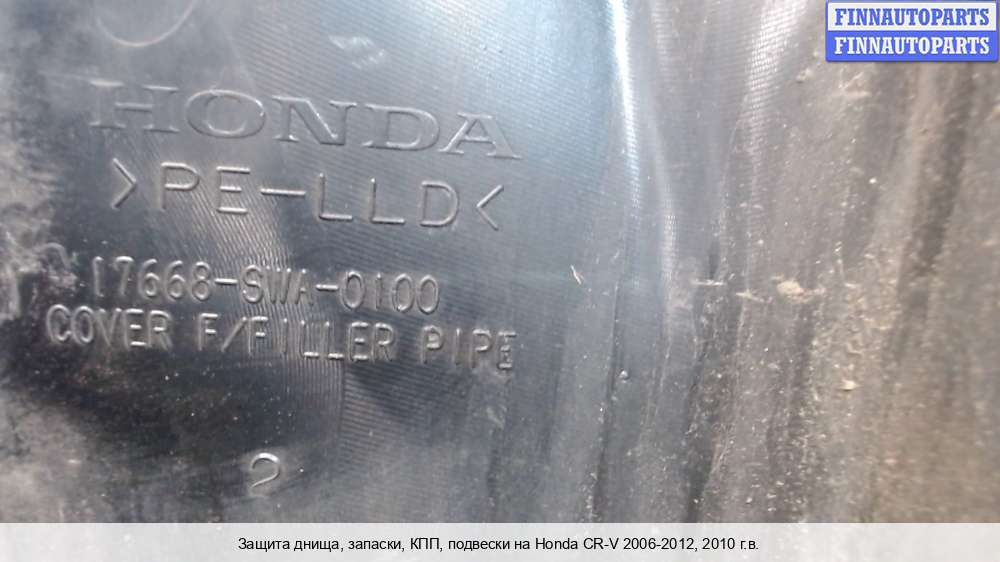 FINNAUTOPARTS
FINNAUTOPARTS
HONDA
>PE-LLD<
17668-SWA-0100
COVER F/FILLER PIPE
2
Защита днища, запаски, КПП, подвески на Honda CR-V 2006-2012, 2010 г.в.